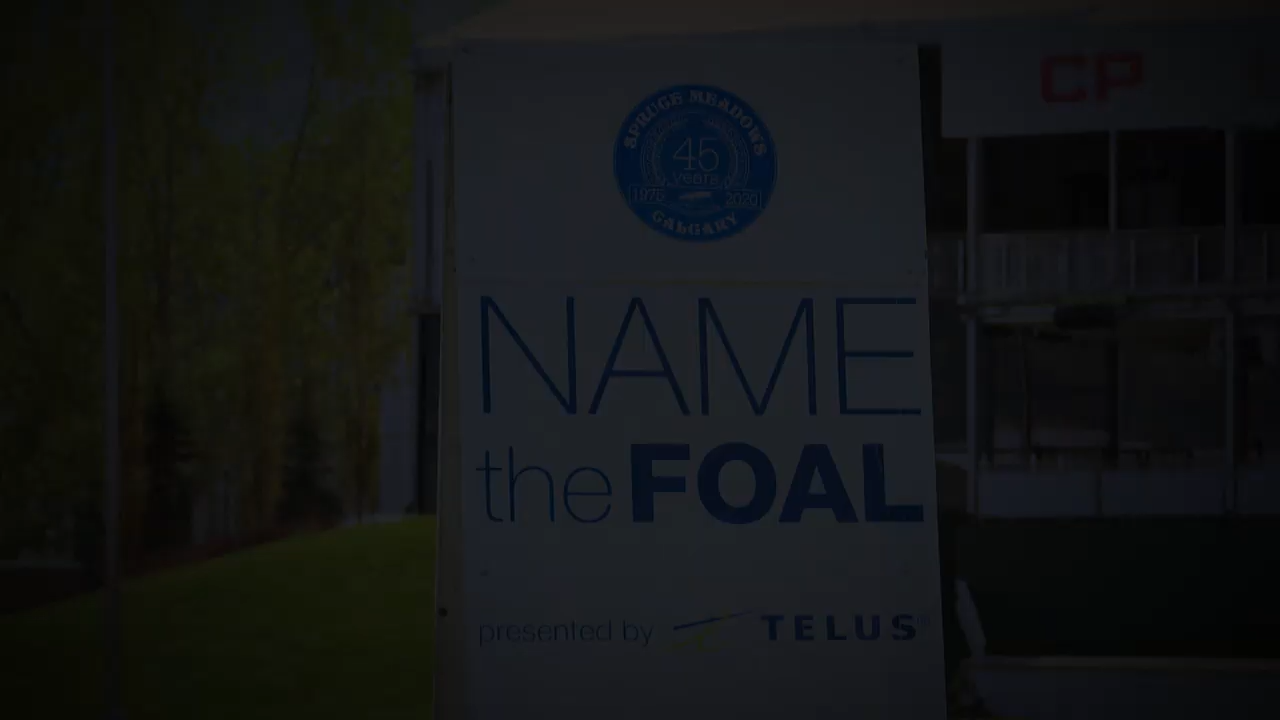 CP
SPRUCE MEADOWS
45
years
1975 2020
CALGARY
NAME
the FOAL
presented by TELUS